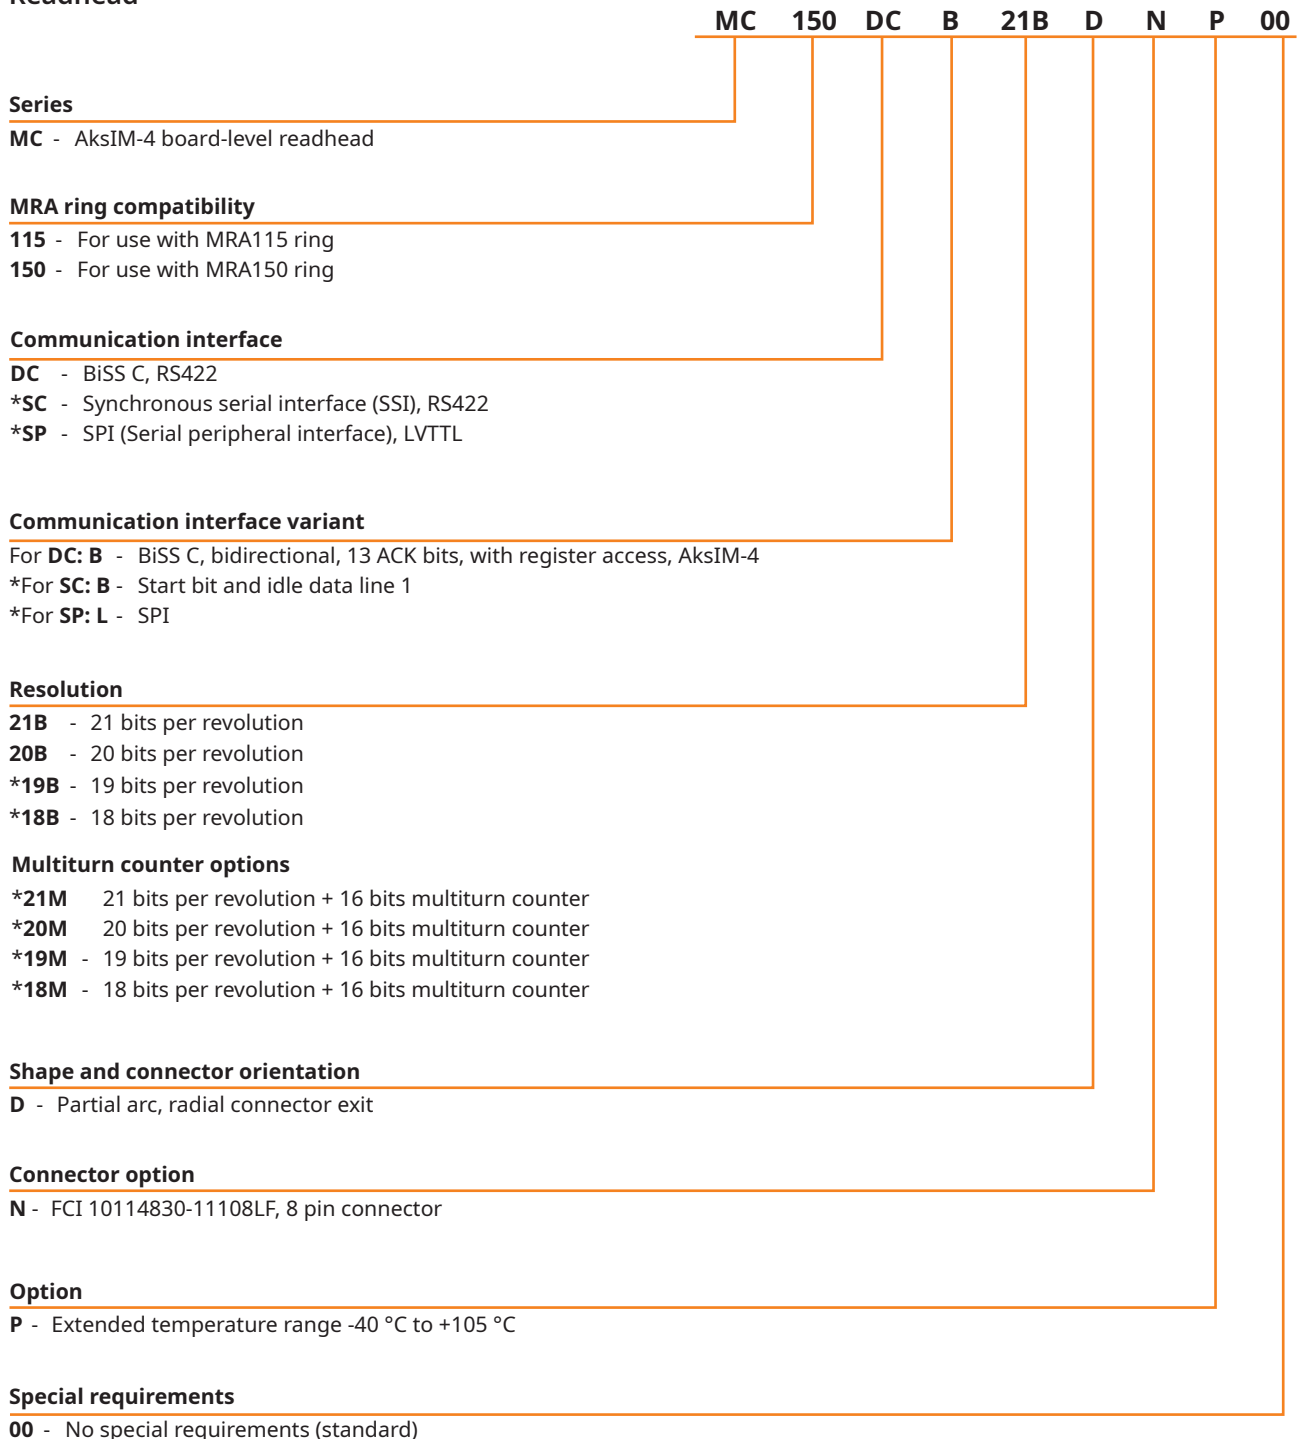 Readhead
MC 150 DC B 21B D N P 00
Series
MC - AksIM-4 board-level readhead
MRA ring compatibility
115 - For use with MRA115 ring
150 - For use with MRA150 ring
Communication interface
DC - BiSS C, RS422
*SC - Synchronous serial interface (SSI), RS422
*SP - SPI (Serial peripheral interface), LVTTL
Communication interface variant
For DC: B - BiSS C, bidirectional, 13 ACK bits, with register access, AksIM-4
*For SC: B - Start bit and idle data line 1
*For SP: L - SPI
Resolution
21B - 21 bits per revolution
20B - 20 bits per revolution
*19B - 19 bits per revolution
*18B - 18 bits per revolution
Multiturn counter options
*21M 21 bits per revolution + 16 bits multiturn counter
*20M 20 bits per revolution + 16 bits multiturn counter
*19M - 19 bits per revolution + 16 bits multiturn counter
*18M - 18 bits per revolution + 16 bits multiturn counter
Shape and connector orientation
D - Partial arc, radial connector exit
Connector option
N - FCI 10114830-11108LF, 8 pin connector
Option
P - Extended temperature range -40 °C to +105 °C
Special requirements
00 - No special requirements (standard)